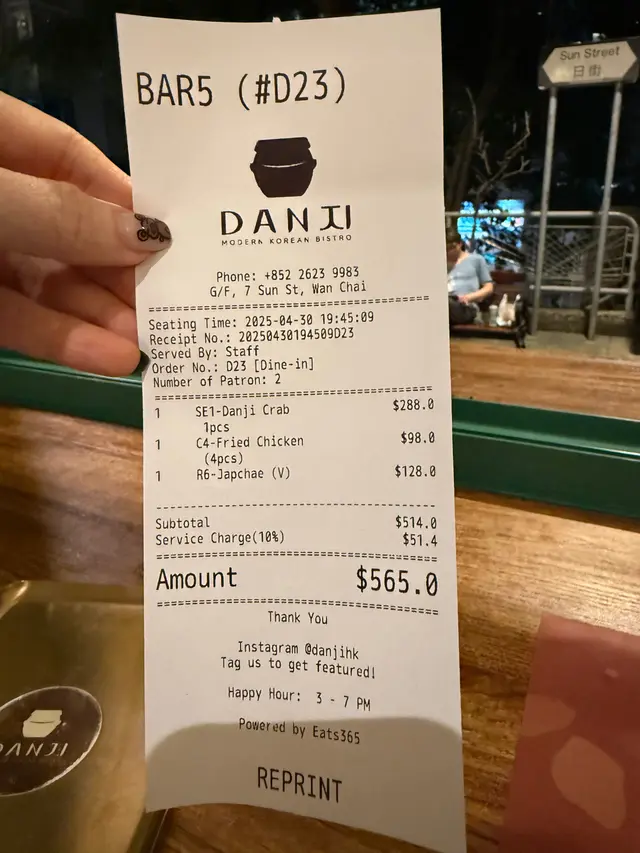 Sun Street
日街
BAR5 (#D23)
DANJI
MODERN KOREAN BISTRO
Phone: +852 2623 9983
G/F, 7 Sun St, Wan Chai
Seating Time: 2025-04-30 19:45:09
Receipt No.: 20250430194509D23
Served By: Staff
Order No.: D23 [Dine-in]
Number of Patron: 2
1 SE1-Danji Crab $288.0
1pcs
1 C4-Fried Chicken $98.0
(4pcs)
1 R6-Japchae (V) $128.0
Subtotal $514.0
Service Charge(10%) $51.4
Amount $565.0
Thank You
Instagram @danjihk
Tag us to get featured!
Happy Hour: 3 - 7 PM
Powered by Eats365
REPRINT
DANJI